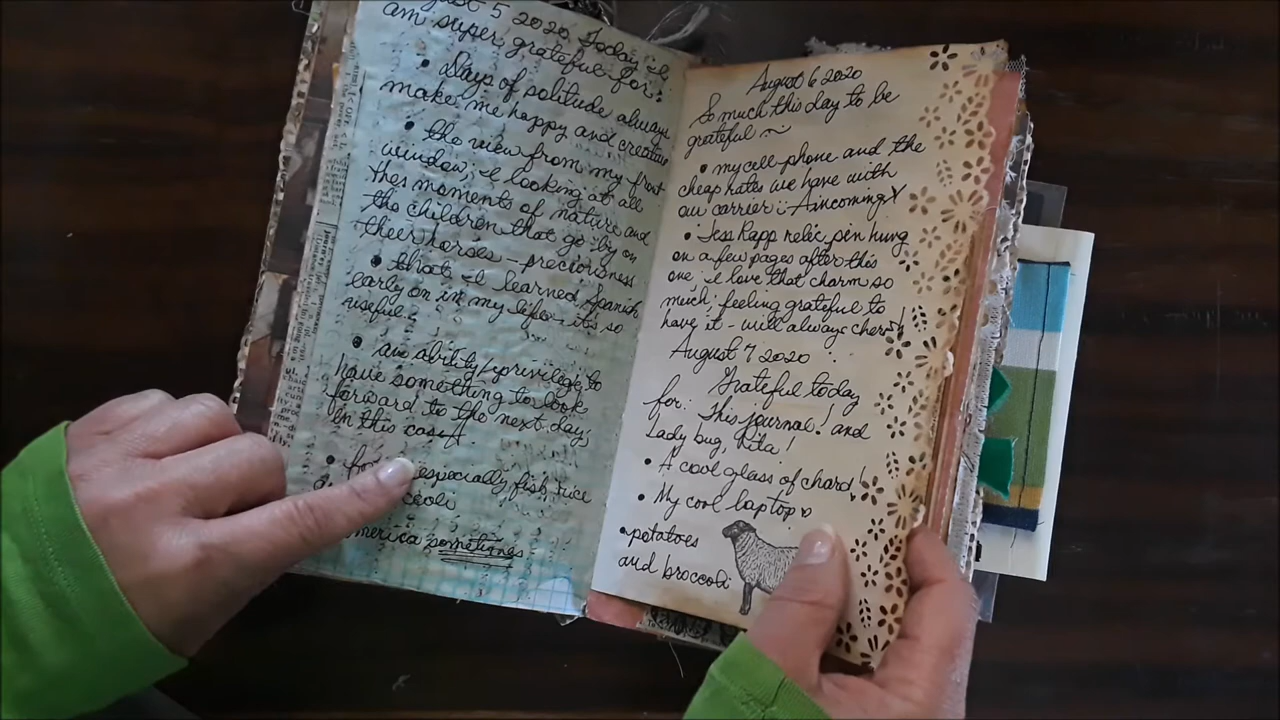 August 5 2020 Today I
am super grateful for:
• Days of solitude always
make me happy and creative
• the view from my front
window; I looking at all
the moments of nature and
the children that go by on
their horses - preciousness
• that I learned Spanish
early on in my life - it's so
useful.
• an ability/privilege to
have something to look
forward to the next day;
in this case
• especially fish, rice
America sometimes
August 6 2020
So much this day to be
grateful
• my cell-phone and the
cheap rates we have with
our carrier :- A incoming
• Tess Rapp relic pen hung
on a few pages after this
one; I love that charm so
much; feeling grateful to
have it - will always cherish
August 7 2020
Grateful today
for: This journal! and
Lady bug, Rita!
• A cool glass of chard!
• My cool laptop
• potatoes
and broccoli